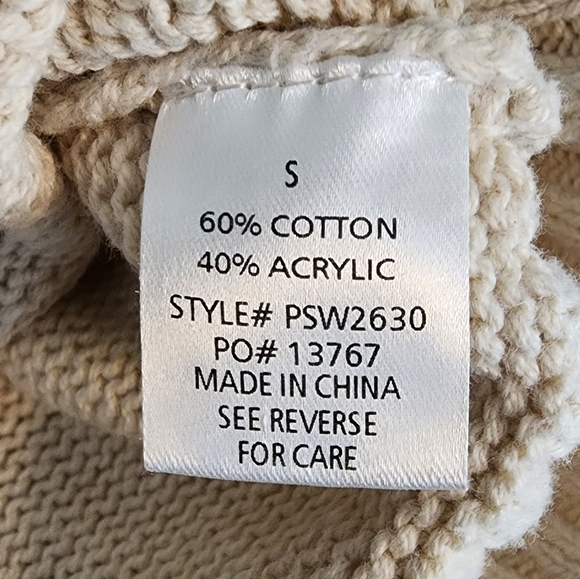 S
60% COTTON
40% ACRYLIC
STYLE# PSW2630
PO# 13767
MADE IN CHINA
SEE REVERSE
FOR CARE